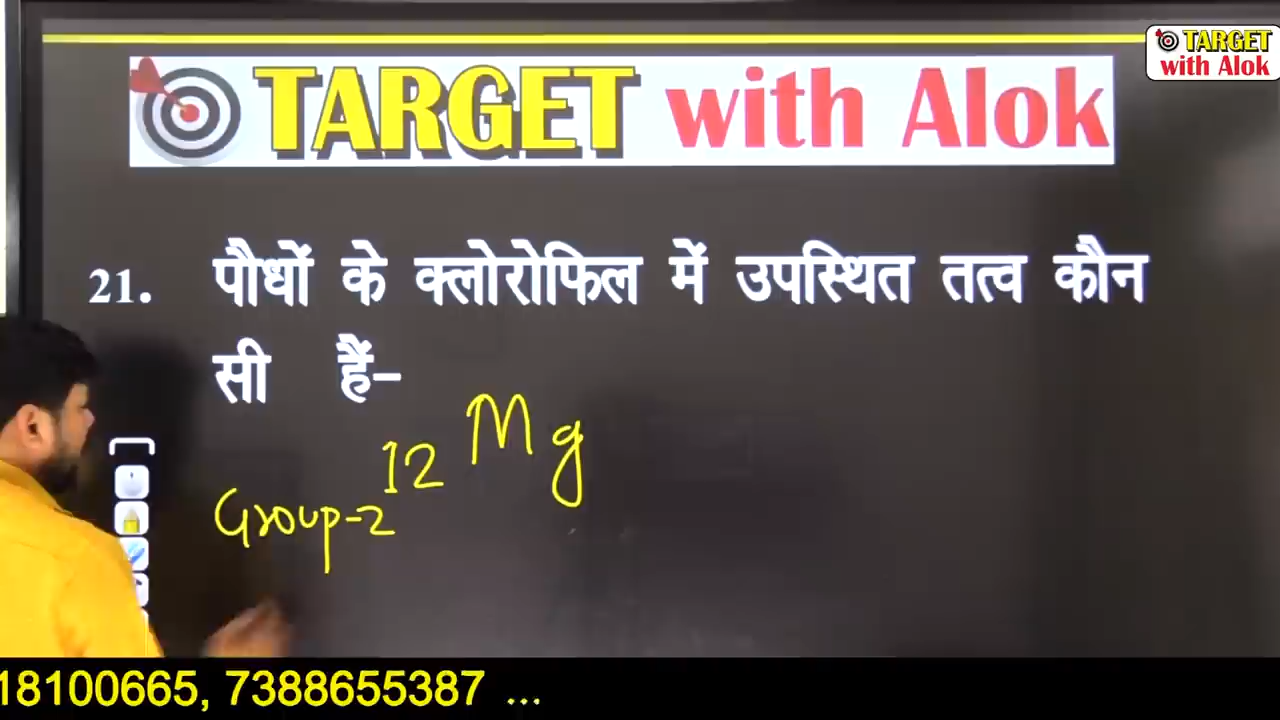 TARGET with Alok
TARGET
with Alok
21. पौधों के क्लोरोफिल में उपस्थित तत्व कौन
सी हैं-
12 Mg
Group-2
18100665, 7388655387 ...